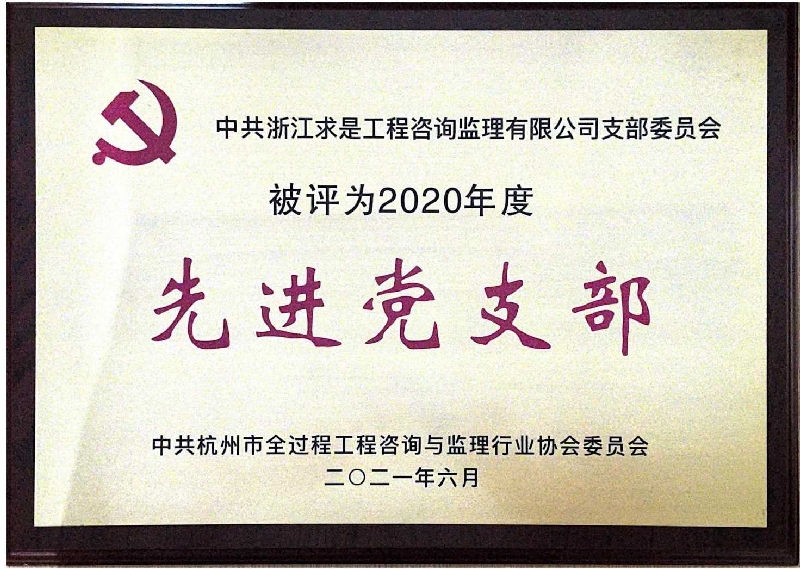 中共浙江求是工程咨询监理有限公司支部委员会
被评为2020年度
先进党支部
中共杭州市全过程工程咨询与监理行业协会委员会
二〇二一年六月